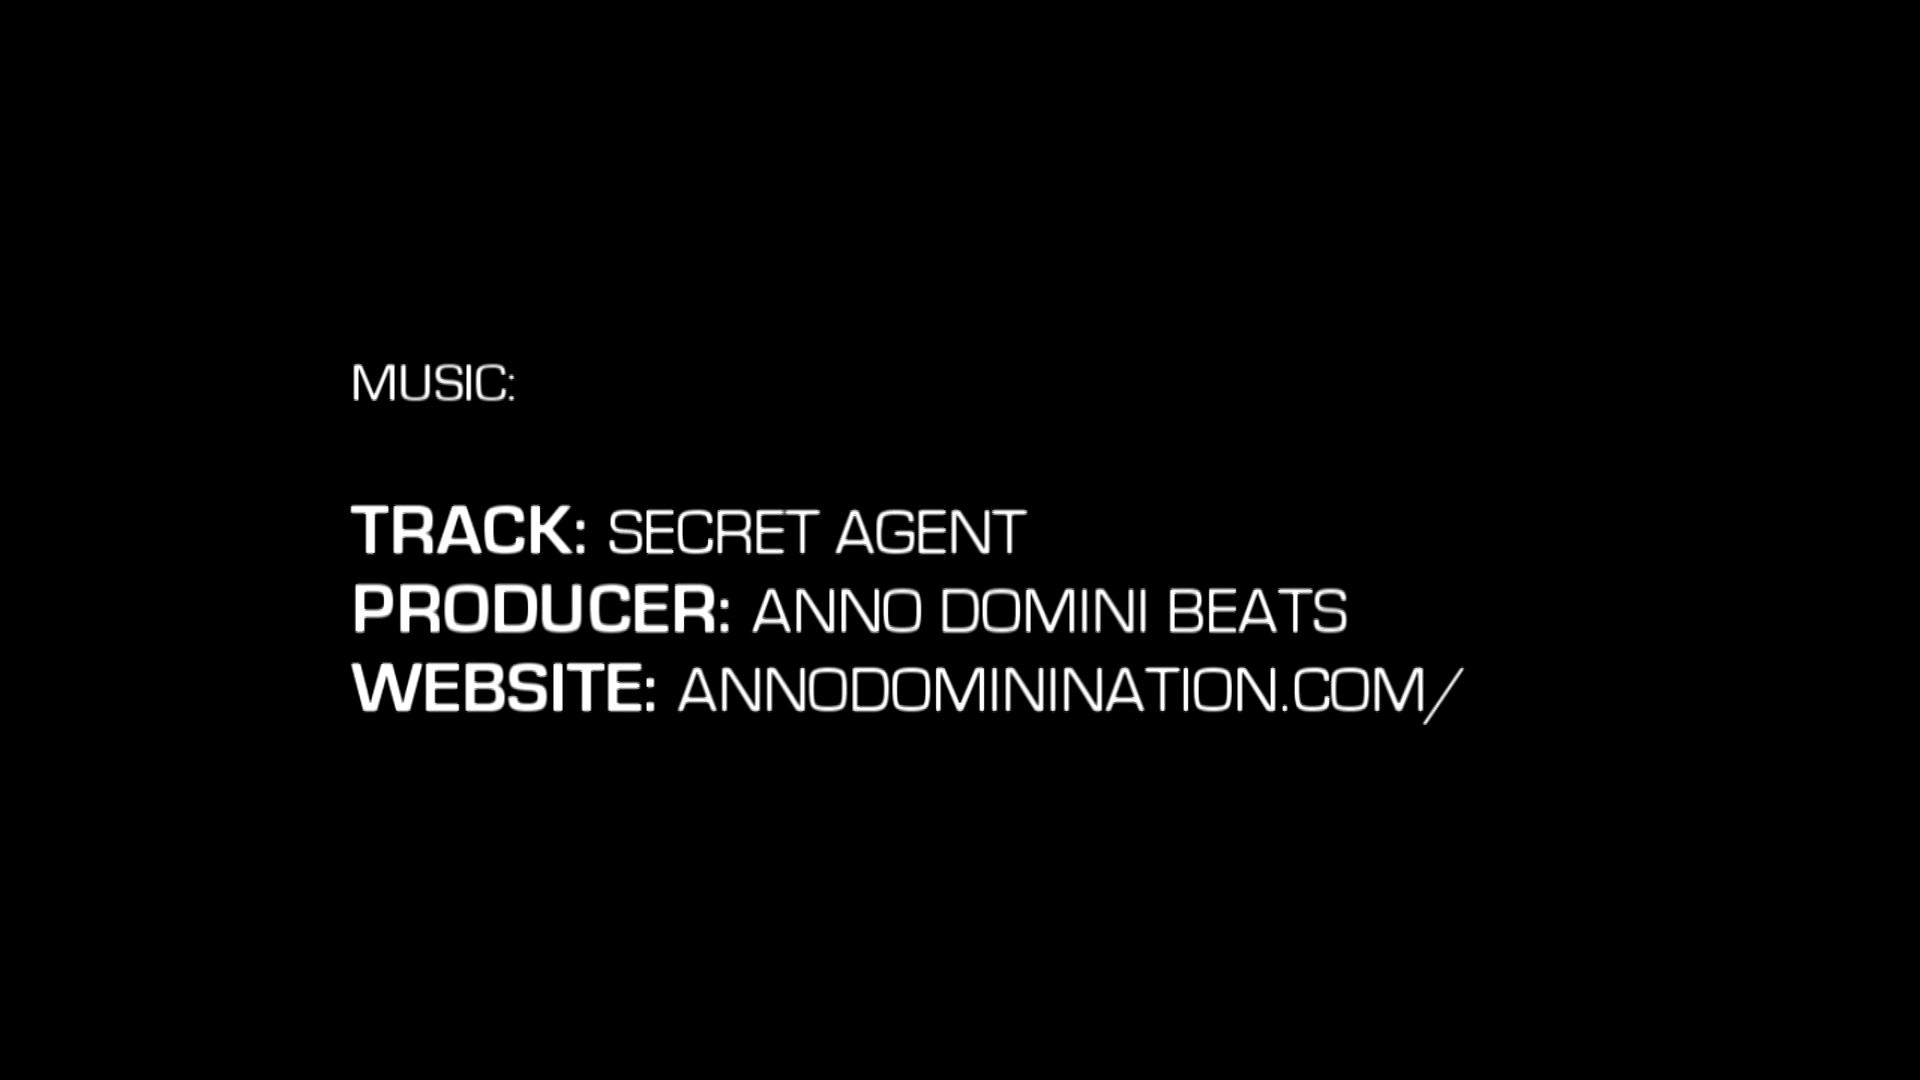 MUSIC:
TRACK: SECRET AGENT
PRODUCER: ANNO DOMINI BEATS
WEBSITE: ANNODOMININATION.COM/